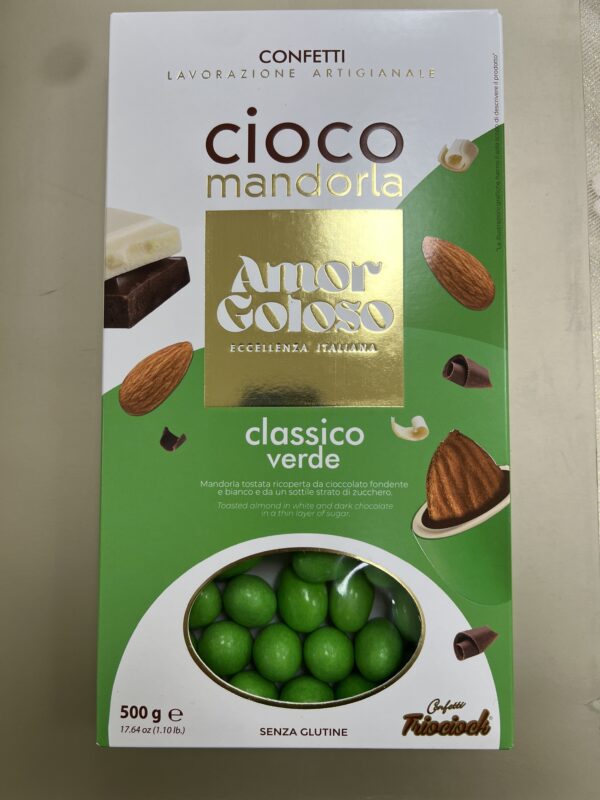 CONFETTI
LAVORAZIONE ARTIGIANALE
cioco
mandorla
Amor
Goloso
ECCELLENZA ITALIANA
classico
verde
Mandorla tostata ricoperta da cioccolato fondente
e bianco e da un sottile strato di zucchero.
Toasted almond in white and dark chocolate
in a thin layer of sugar.
500 g ℮
17.64 oz (1.10 lb.)
SENZA GLUTINE
Confetti
Triocioch